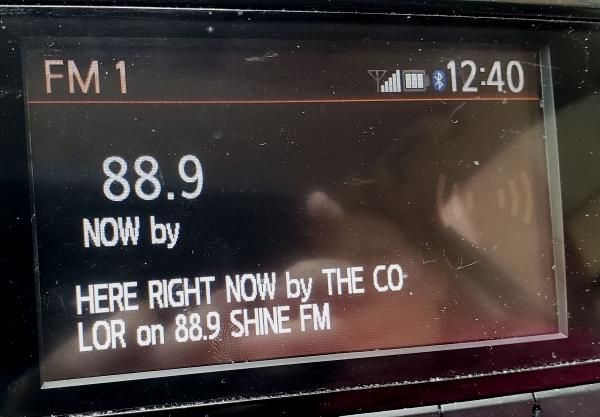 FM 1 12:40
88.9
NOW by
HERE RIGHT NOW by THE CO
LOR on 88.9 SHINE FM